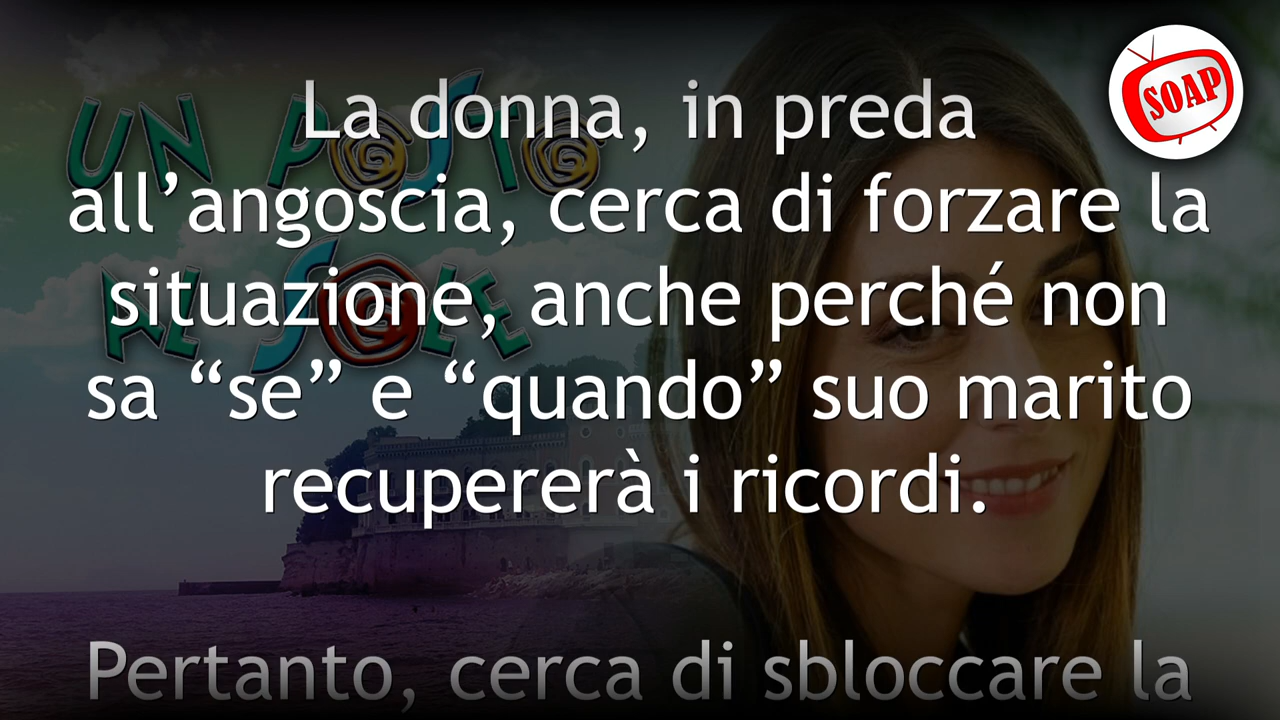 UN POSTO
AL SOLE
SOAP
La donna, in preda
all’angoscia, cerca di forzare la
situazione, anche perché non
sa “se” e “quando” suo marito
recupererà i ricordi.
Pertanto, cerca di sbloccare la